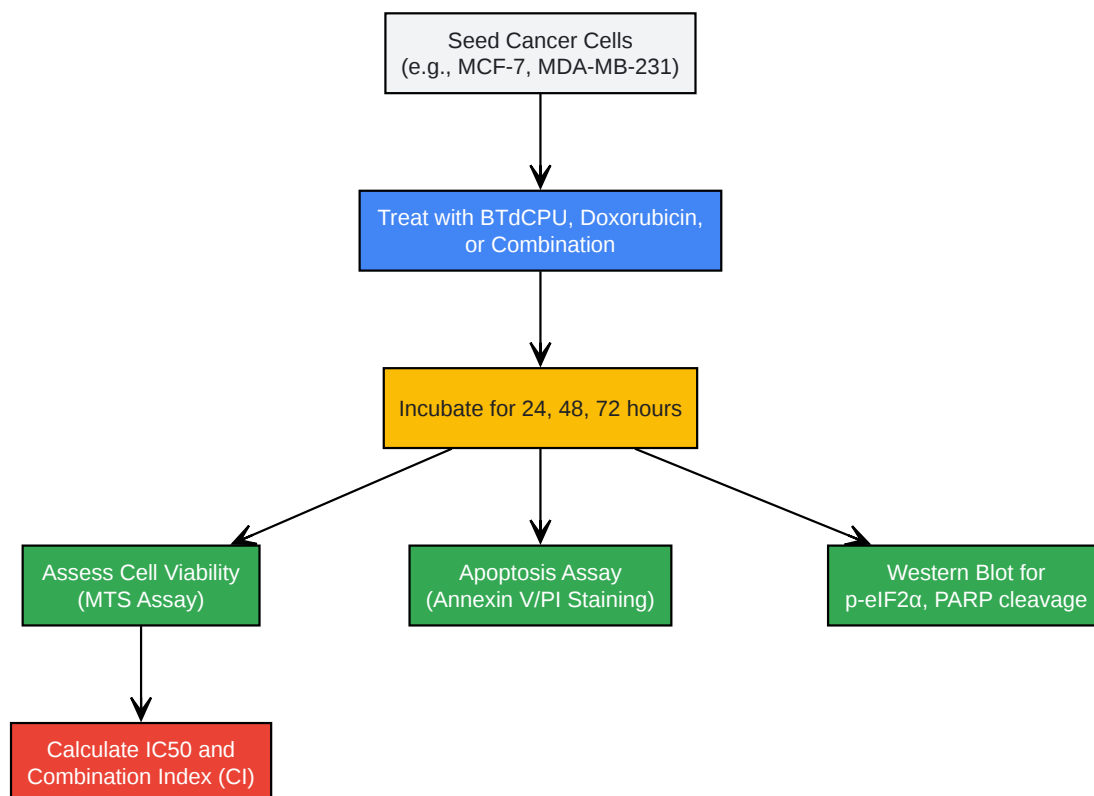 Seed Cancer Cells
(e.g., MCF-7, MDA-MB-231)
Treat with BTdCPU, Doxorubicin,
or Combination
Incubate for 24, 48, 72 hours
Assess Cell Viability
(MTS Assay)
Apoptosis Assay
(Annexin V/PI Staining)
Western Blot for
p-eIF2α, PARP cleavage
Calculate IC50 and
Combination Index (CI)